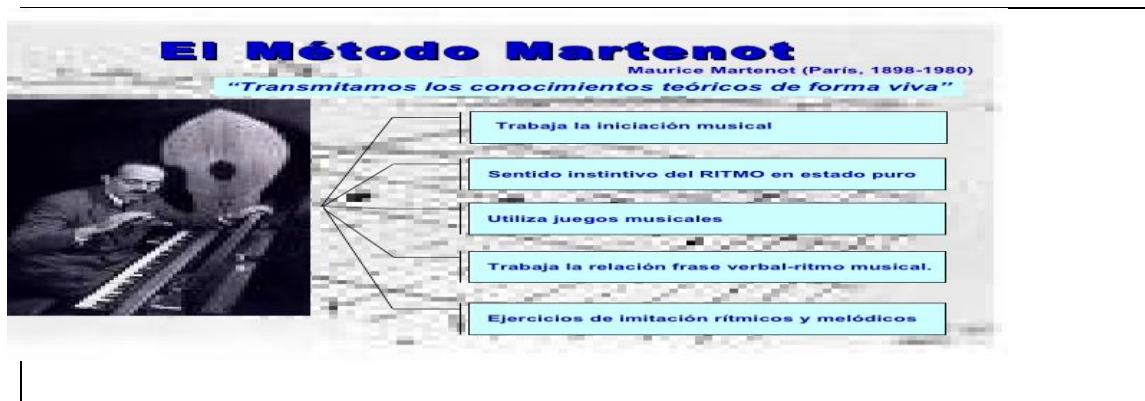 El Método Martenot
Maurice Martenot (París, 1898-1980)
“Transmitamos los conocimientos teóricos de forma viva”
Trabaja la iniciación musical
Sentido instintivo del RITMO en estado puro
Utiliza juegos musicales
Trabaja la relación frase verbal-ritmo musical.
Ejercicios de imitación rítmicos y melódicos